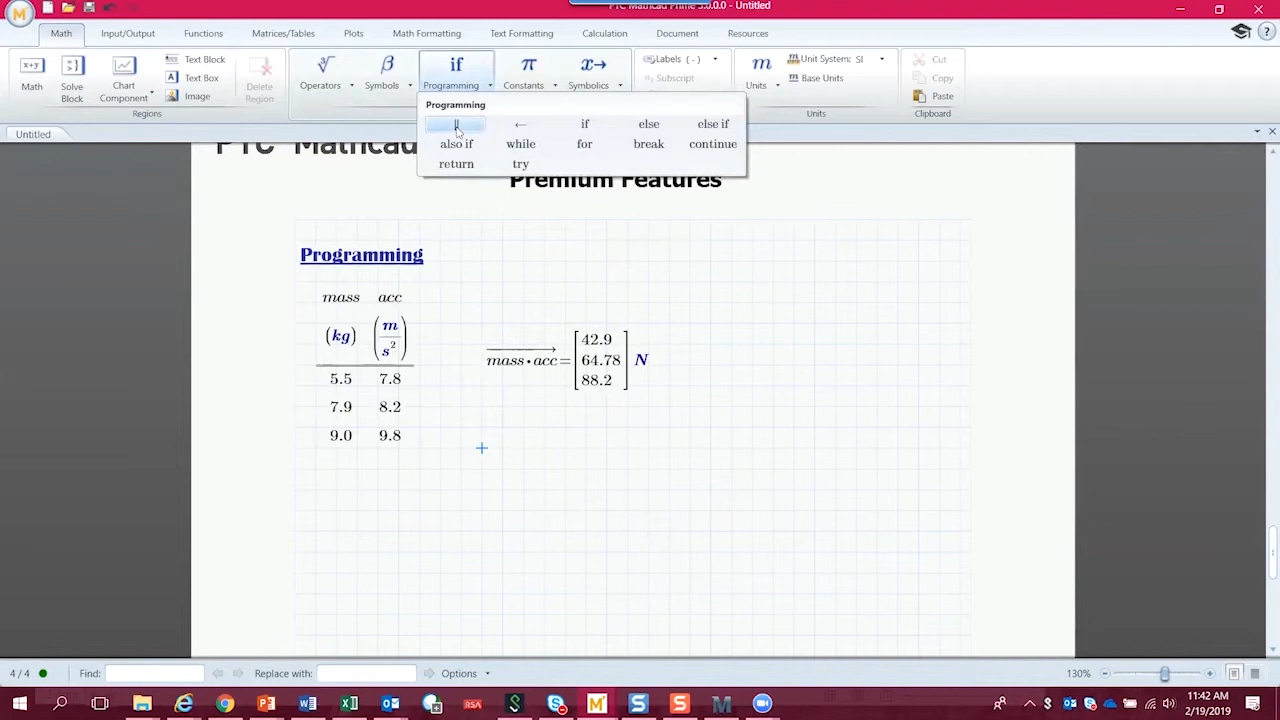 PTC Mathcad Prime 5.0.0.0 - Untitled
Math Input/Output Functions Matrices/Tables Plots Math Formatting Text Formatting Calculation Document Resources
Math
Solve Block
Chart Component
Text Block
Text Box
Image
Delete Region
Regions
Operators
Symbols
Programming
Constants
Symbolics
Labels (-)
Subscript
Units
Unit System: SI
Base Units
Units
Cut
Copy
Paste
Clipboard
Programming
‖ ← if else else if
also if while for break continue
return try
Untitled
PTC Mathcad
Premium Features
Programming
mass acc
(kg) (m/s²)
5.5 7.8
7.9 8.2
9.0 9.8
mass · acc = [42.9 64.78 88.2] N
4 / 4 Find: Replace with: Options 130%
RSA
11:42 AM
2/19/2019